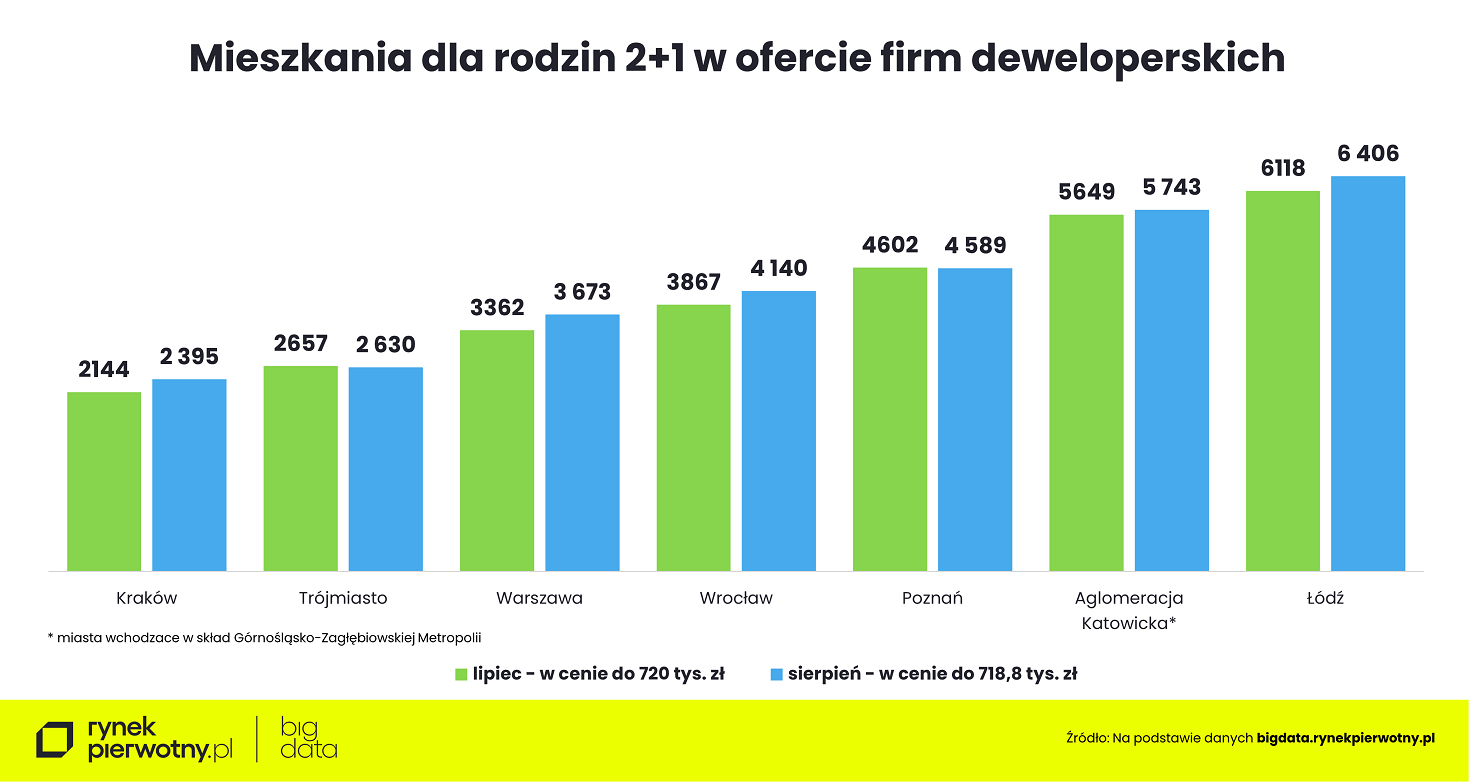 Mieszkania dla rodzin 2+1 w ofercie firm deweloperskich
2144
2 395
2657
2 630
3362
3 673
3867
4 140
4602
4 589
5649
5 743
6118
6 406
Kraków
Trójmiasto
Warszawa
Wrocław
Poznań
Aglomeracja
Katowicka*
Łódź
* miasta wchodzace w skład Górnośląsko-Zagłębiowskiej Metropolii
lipiec - w cenie do 720 tys. zł
sierpień - w cenie do 718,8 tys. zł
rynek
pierwotny.pl
big
data
Źródło: Na podstawie danych bigdata.rynekpierwotny.pl